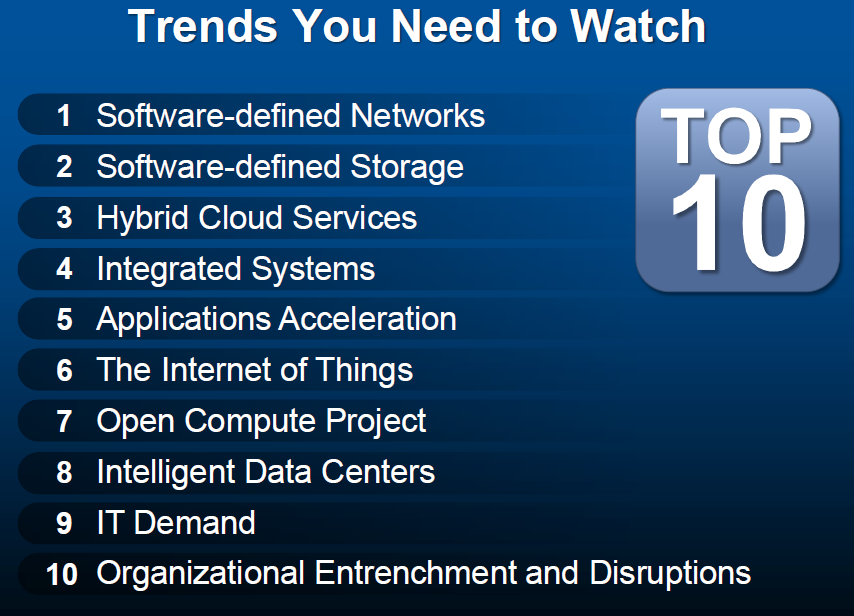 Trends You Need to Watch
TOP
10
1 Software-defined Networks
2 Software-defined Storage
3 Hybrid Cloud Services
4 Integrated Systems
5 Applications Acceleration
6 The Internet of Things
7 Open Compute Project
8 Intelligent Data Centers
9 IT Demand
10 Organizational Entrenchment and Disruptions